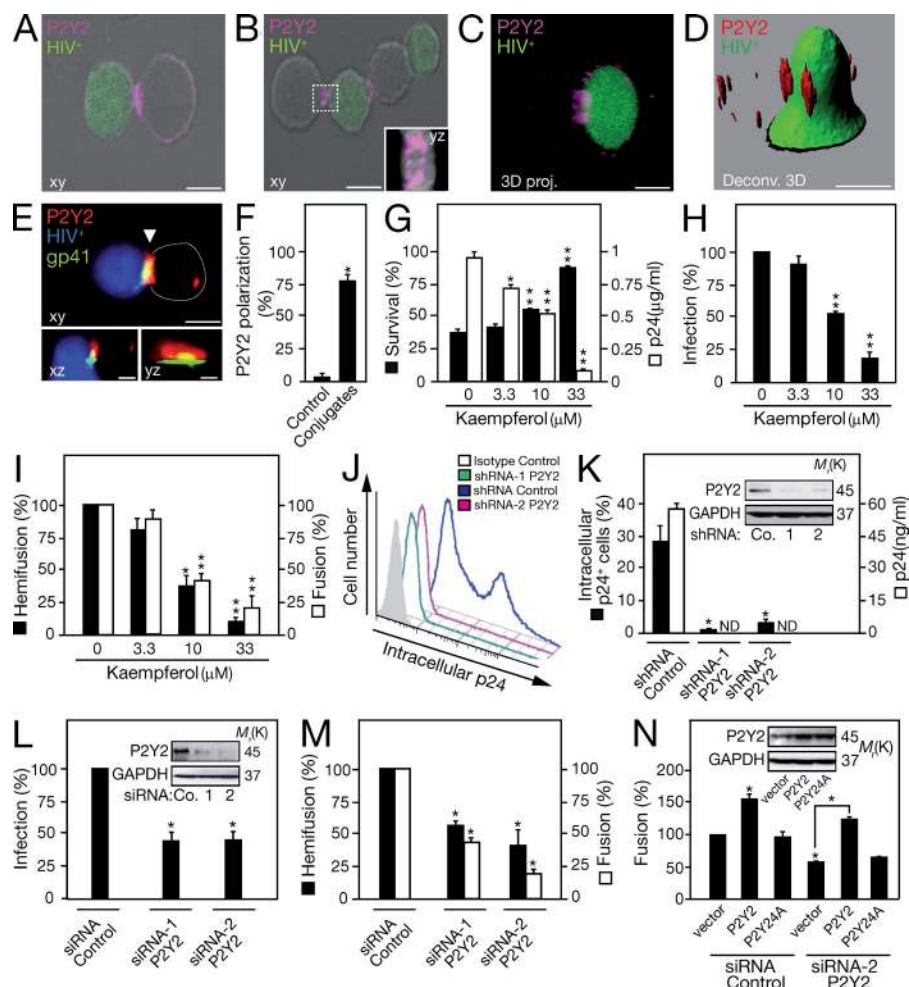 A
P2Y2
HIV+
xy
B
P2Y2
HIV+
yz
xy
C
P2Y2
HIV+
3D proj.
D
P2Y2
HIV+
Deconv. 3D
E
P2Y2
HIV+
gp41
xy
xz
yz
F
P2Y2 polarization
(%)
100
75
50
25
0
*
Control
Conjugates
G
Survival (%)
100
75
50
25
0
* ** ** ** ***
1
0.75
0.5
0.25
0
p24(µg/ml)
0 3.3 10 33
Kaempferol(µM)
H
Infection (%)
100
75
50
25
0
** **
0 3.3 10 33
Kaempferol(µM)
I
Hemifusion (%)
100
75
50
25
0
* ** ** **
100
75
50
25
0
Fusion (%)
0 3.3 10 33
Kaempferol(µM)
J
Isotype Control
shRNA-1 P2Y2
shRNA Control
shRNA-2 P2Y2
Cell number
Intracellular p24
K
Intracellular
p24+ cells (%)
40
30
20
10
0
Mr(K)
P2Y2 45
GAPDH 37
shRNA: Co. 1 2
* ND * ND
60
45
30
15
0
p24(ng/ml)
shRNA
Control
shRNA-1
P2Y2
shRNA-2
P2Y2
L
Infection (%)
100
75
50
25
0
Mr(K)
P2Y2 45
GAPDH 37
siRNA:Co. 1 2
* *
siRNA
Control
siRNA-1
P2Y2
siRNA-2
P2Y2
M
Hemifusion (%)
100
75
50
25
0
* * * *
100
75
50
25
0
Fusion (%)
siRNA
Control
siRNA-1
P2Y2
siRNA-2
P2Y2
N
Fusion (%)
200
150
100
50
0
P2Y2 45
GAPDH 37
Mr(K)
vector
P2Y2
P2Y24A
* * *
vector P2Y2 P2Y24A vector P2Y2 P2Y24A
siRNA
Control
siRNA-2
P2Y2